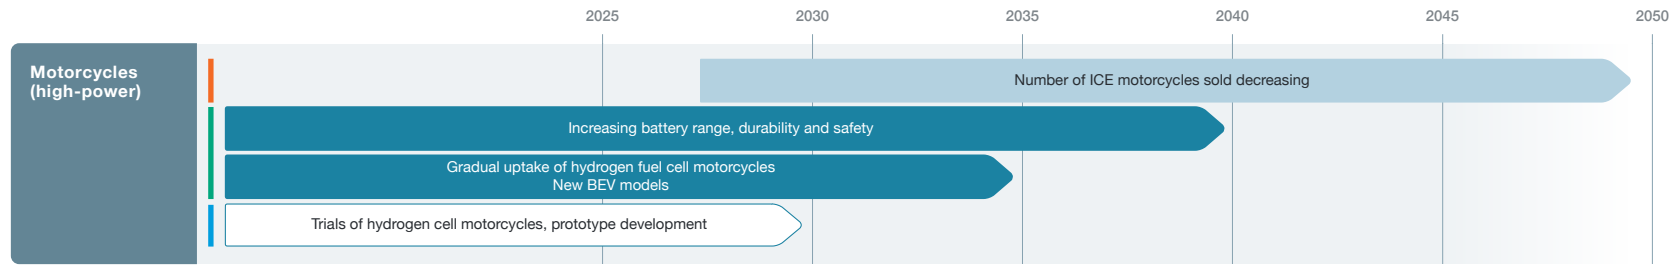 2025 2030 2035 2040 2045 2050
Motorcycles
(high-power)
Number of ICE motorcycles sold decreasing
Increasing battery range, durability and safety
Gradual uptake of hydrogen fuel cell motorcycles
New BEV models
Trials of hydrogen cell motorcycles, prototype development